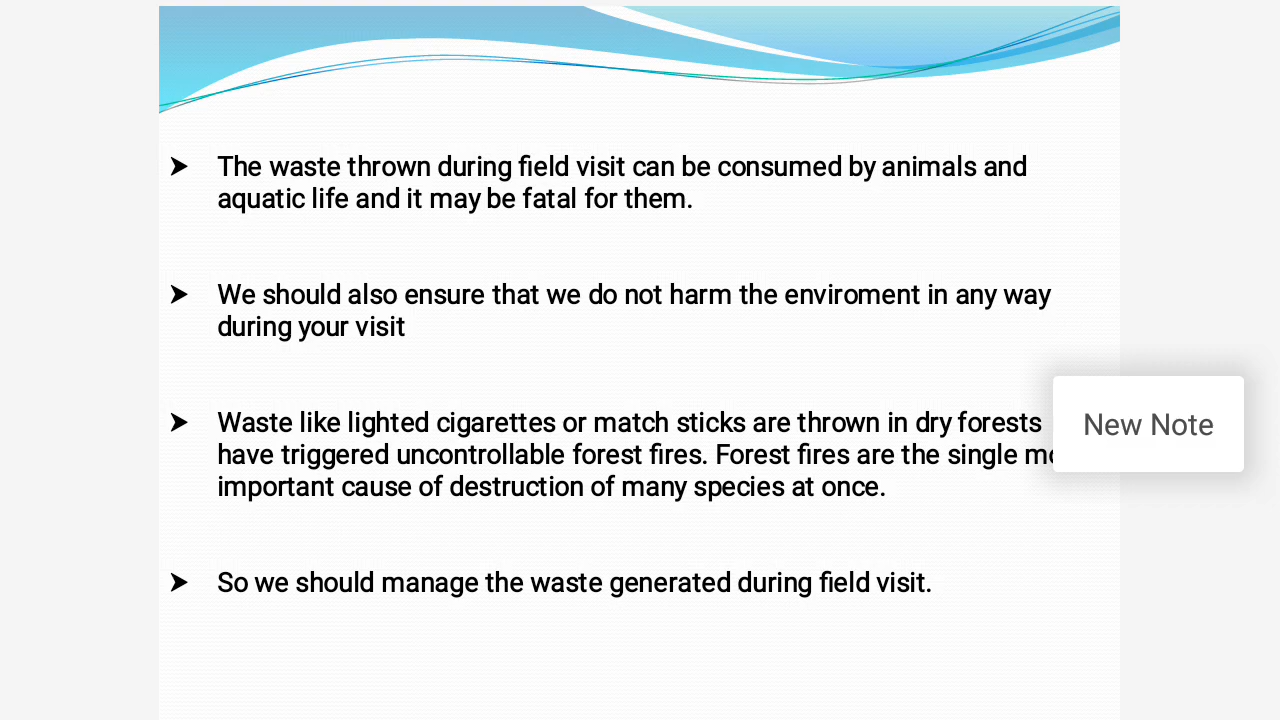 The waste thrown during field visit can be consumed by animals and
aquatic life and it may be fatal for them.
We should also ensure that we do not harm the enviroment in any way
during your visit
Waste like lighted cigarettes or match sticks are thrown in dry forests
have triggered uncontrollable forest fires. Forest fires are the single
important cause of destruction of many species at once.
So we should manage the waste generated during field visit.
New Note